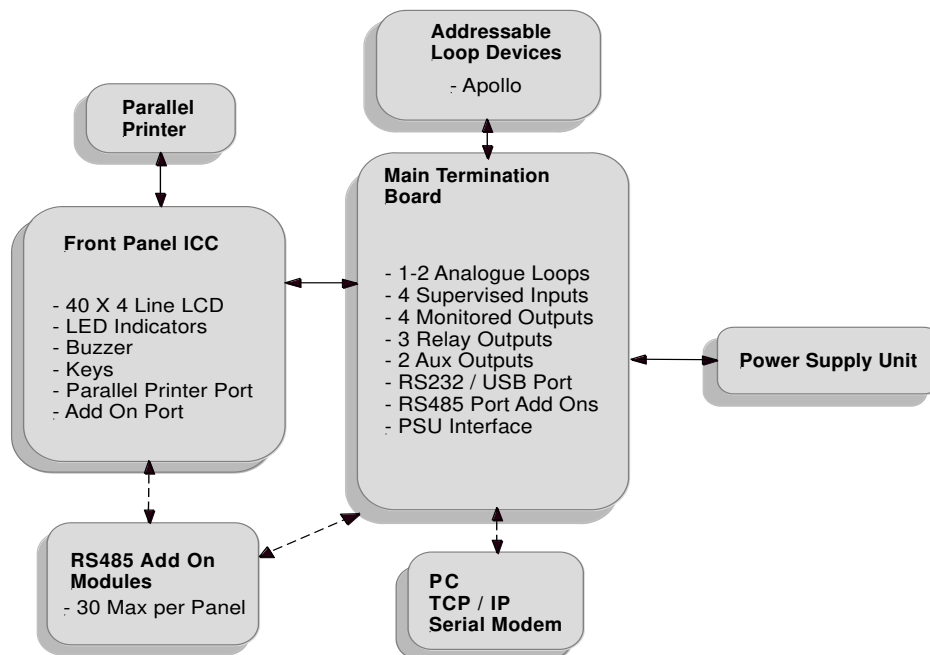 Addressable
Loop Devices
- Apollo
Parallel
Printer
Main Termination
Board
- 1-2 Analogue Loops
- 4 Supervised Inputs
- 4 Monitored Outputs
- 3 Relay Outputs
- 2 Aux Outputs
- RS232 / USB Port
- RS485 Port Add Ons
- PSU Interface
Front Panel ICC
- 40 X 4 Line LCD
- LED Indicators
- Buzzer
- Keys
- Parallel Printer Port
- Add On Port
Power Supply Unit
RS485 Add On
Modules
- 30 Max per Panel
PC
TCP / IP
Serial Modem